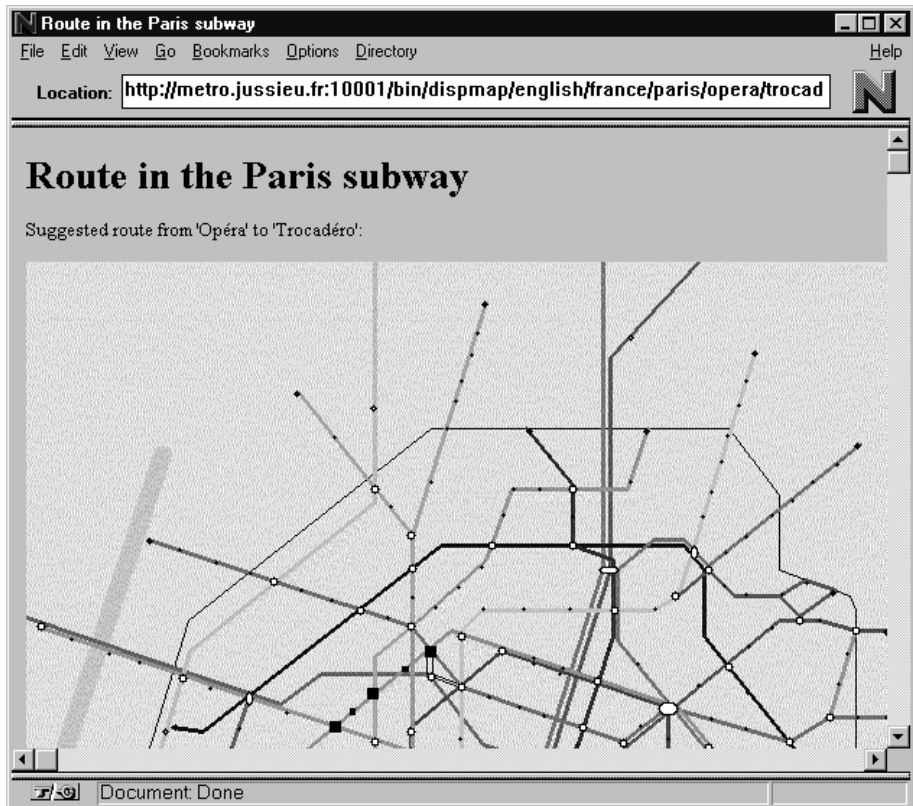 Route in the Paris subway
File Edit View Go Bookmarks Options Directory Help
Location: http://metro.jussieu.fr:10001/bin/dispmap/english/france/paris/opera/trocad
N
Route in the Paris subway
Suggested route from 'Opéra' to 'Trocadéro':
Document: Done